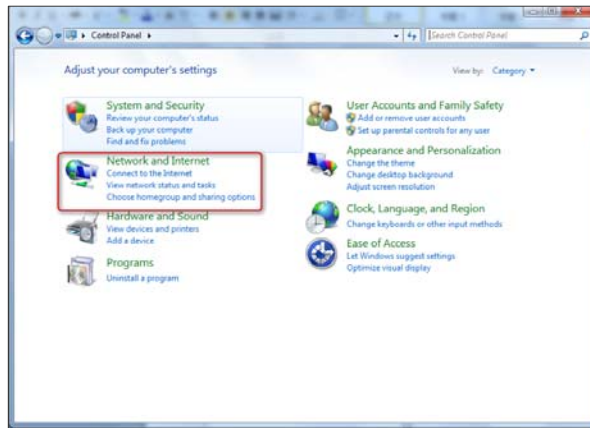 Control Panel
Search Control Panel
Adjust your computer's settings
View by: Category
System and Security
Review your computer's status
Back up your computer
Find and fix problems
Network and Internet
Connect to the Internet
View network status and tasks
Choose homegroup and sharing options
Hardware and Sound
View devices and printers
Add a device
Programs
Uninstall a program
User Accounts and Family Safety
Add or remove user accounts
Set up parental controls for any user
Appearance and Personalization
Change the theme
Change desktop background
Adjust screen resolution
Clock, Language, and Region
Change keyboards or other input methods
Ease of Access
Let Windows suggest settings
Optimize visual display